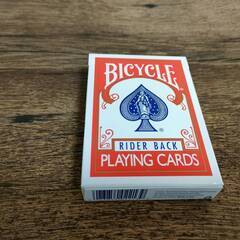 BICYCLE
RIDER BACK
PLAYING CARDS